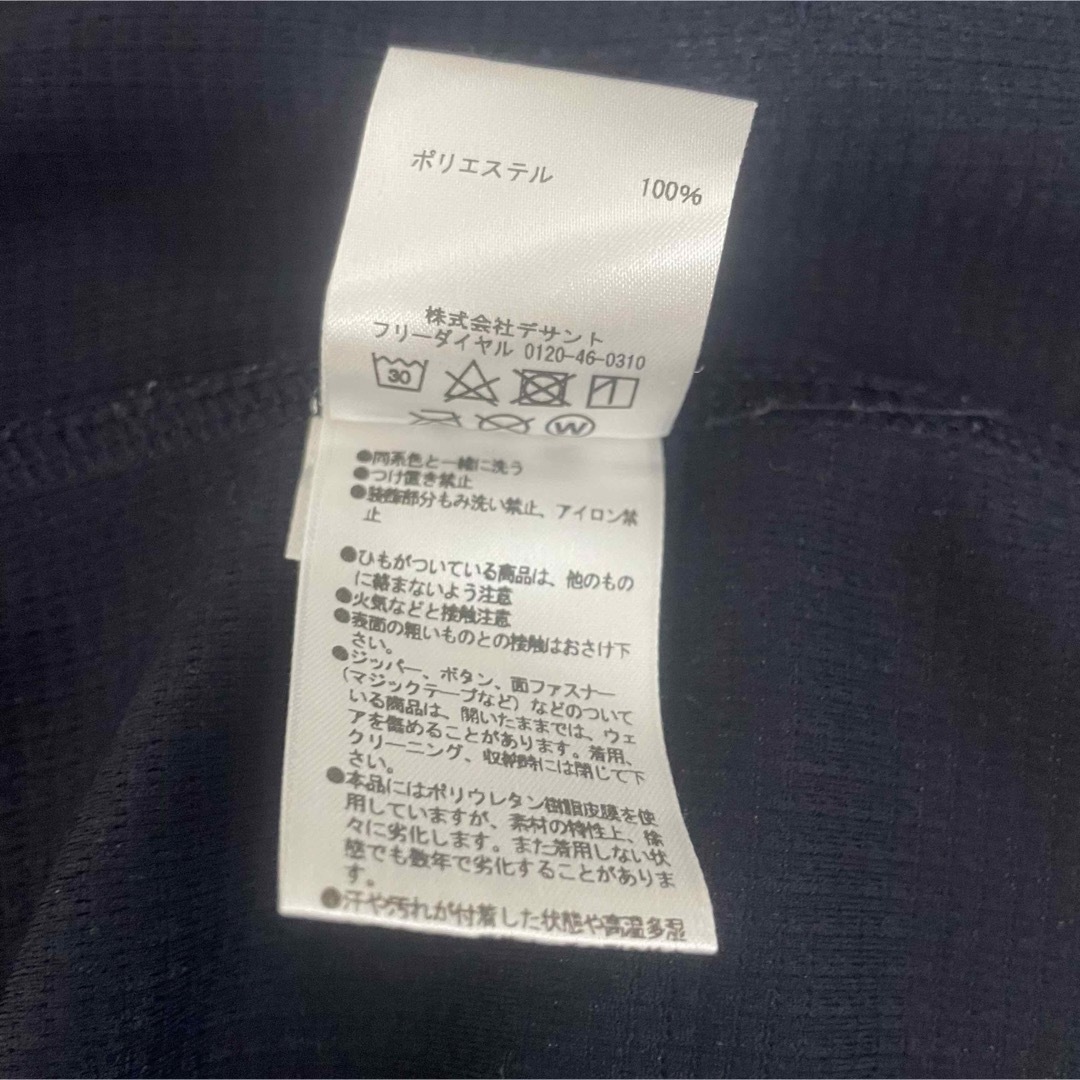 ポリエステル 100%
株式会社デサント
フリーダイヤル 0120-46-0310
30
W
●同系色と一緒に洗う
●つけ置き禁止
●装飾部分もみ洗い禁止、アイロン禁
止
●ひもがついている商品は、他のもの
に絡まないよう注意
●火気などと接触注意
●表面の粗いものとの接触はおさけ下
さい。
●ジッパー、ボタン、面ファスナー
(マジックテープなど)などのついて
いる商品は、開いたままでは、ウェ
アを傷めることがあります。着用、
クリーニング、収納時には閉じて下
さい。
●本品にはポリウレタン樹脂皮膜を使
用していますが、素材の特性上、徐
々に劣化します。また着用しない状
態でも数年で劣化することがありま
す。
●汗や汚れが付着した状態や高温多湿